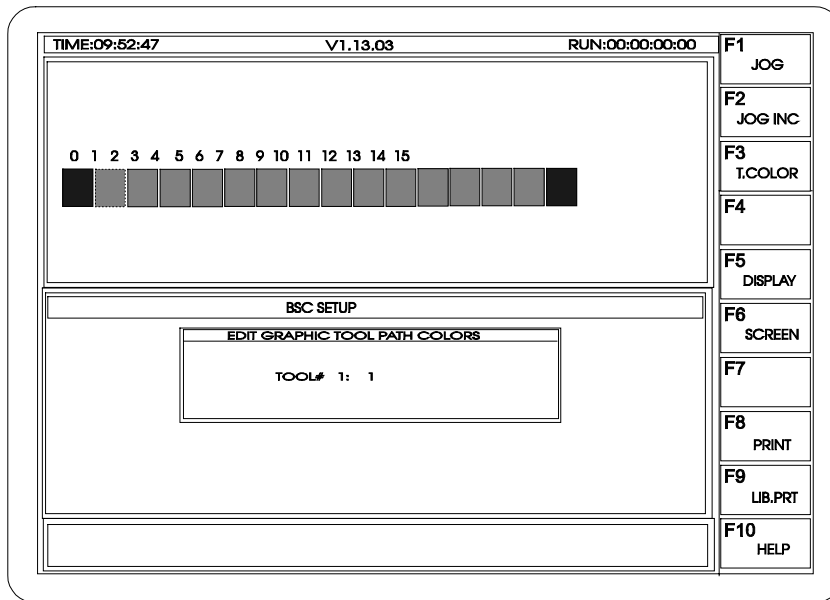 TIME:09:52:47 V1.13.03 RUN:00:00:00:00
0 1 2 3 4 5 6 7 8 9 10 11 12 13 14 15
BSC SETUP
EDIT GRAPHIC TOOL PATH COLORS
TOOL# 1: 1
F1
JOG
F2
JOG INC
F3
T.COLOR
F4
F5
DISPLAY
F6
SCREEN
F7
F8
PRINT
F9
LIB.PRT
F10
HELP